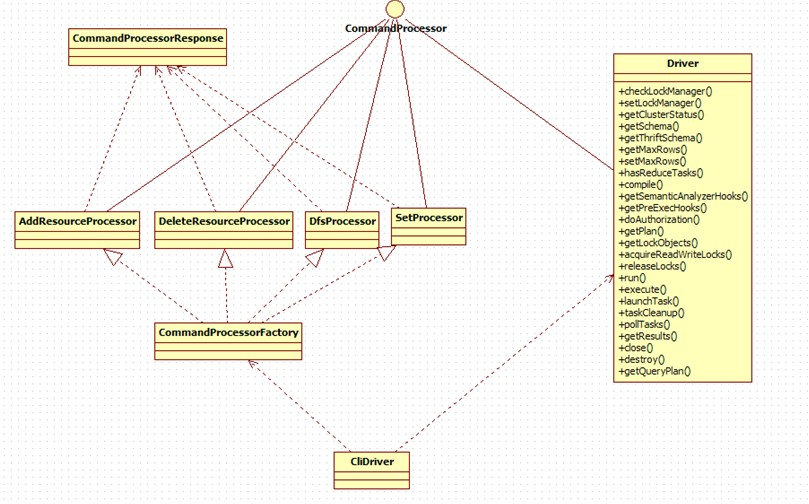 CommandProcessor
CommandProcessorResponse
Driver
+checkLockManager()
+setLockManager()
+getClusterStatus()
+getSchema()
+getThriftSchema()
+getMaxRows()
+setMaxRows()
+hasReduceTasks()
+compile()
+getSemanticAnalyzerHooks()
+getPreExecHooks()
+doAuthorization()
+getPlan()
+getLockObjects()
+acquireReadWriteLocks()
+releaseLocks()
+run()
+execute()
+launchTask()
+taskCleanup()
+pollTasks()
+getResults()
+close()
+destroy()
+getQueryPlan()
AddResourceProcessor
DeleteResourceProcessor
DfsProcessor
SetProcessor
CommandProcessorFactory
CliDriver